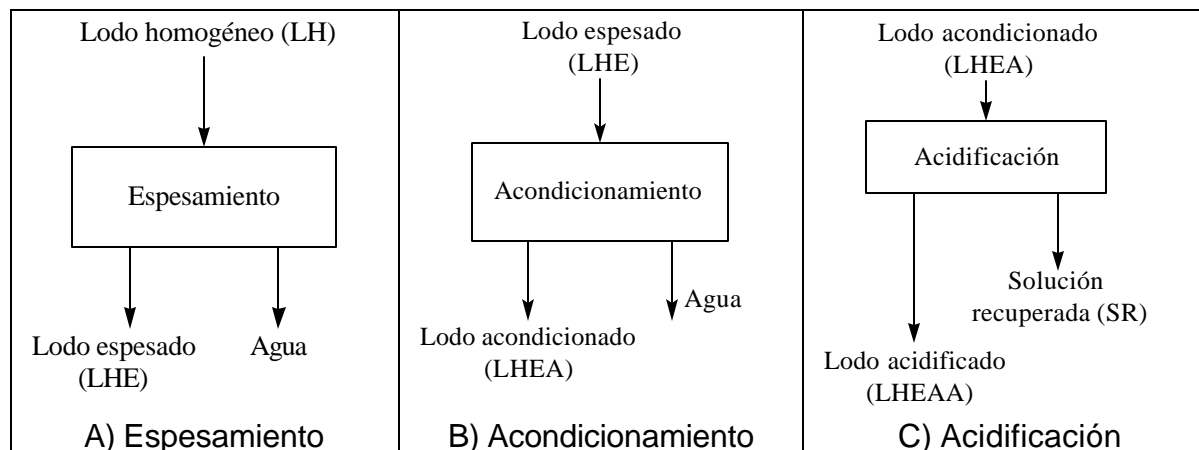 Lodo homogéneo (LH)
Espesamiento
Lodo espesado
(LHE)
Agua
A) Espesamiento
Lodo espesado
(LHE)
Acondicionamiento
Agua
Lodo acondicionado
(LHEA)
B) Acondicionamiento
Lodo acondicionado
(LHEA)
Acidificación
Solución
recuperada (SR)
Lodo acidificado
(LHEAA)
C) Acidificación